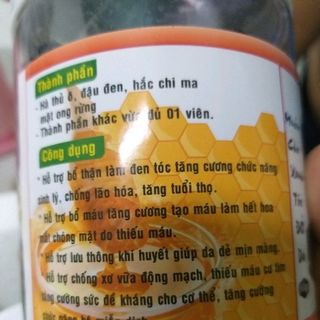 Thành phần
- Hà thủ ô, đậu đen, hắc chi ma
mật ong rừng
- Thành phần khác vừa đủ 01 viên.
Công dụng
* Hỗ trợ bổ thận làm đen tóc tăng cương chức năng
sinh lý, chống lão hóa, tăng tuổi thọ.
* Hỗ trợ bổ máu tăng cương tạo máu làm hết hoa
mắt chóng mặt do thiếu máu.
* Hỗ trợ lưu thông khí huyết giúp da dẻ mịn màng.
* Hỗ trợ chống xơ vữa động mạch, thiếu máu cơ tim
tăng cường sức đề kháng cho cơ thể, tăng cường